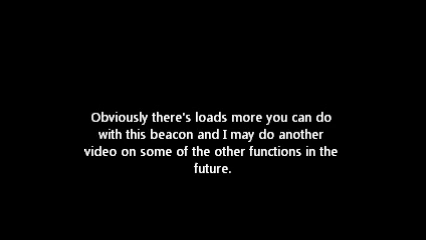 Obviously there's loads more you can do
with this beacon and I may do another
video on some of the other functions in the
future.